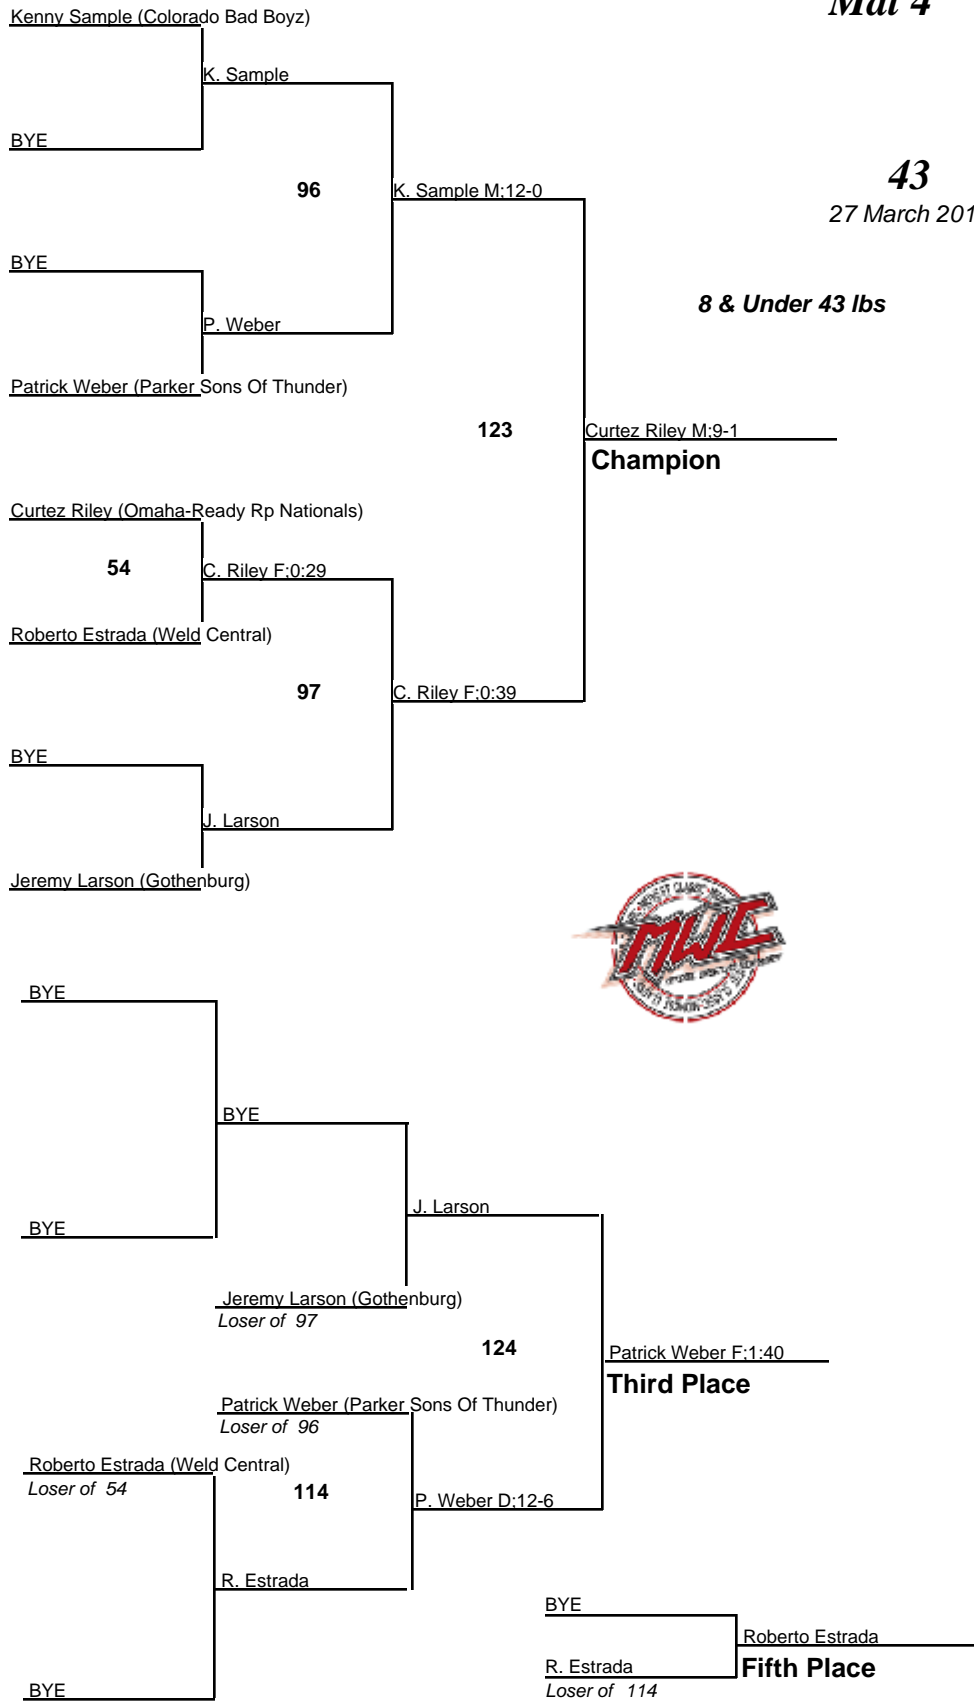 Kenny Sample (Colorado Bad Boyz)
Mat 4
K. Sample
BYE
43
96
K. Sample M;12-0
27 March 201
BYE
8 & Under 43 lbs
P. Weber
Patrick Weber (Parker Sons Of Thunder)
123
Curtez Riley M;9-1
Champion
Curtez Riley (Omaha-Ready Rp Nationals)
54
C. Riley F;0:29
Roberto Estrada (Weld Central)
97
C. Riley F;0:39
BYE
J. Larson
Jeremy Larson (Gothenburg)
MWC
BYE
BYE
J. Larson
BYE
Jeremy Larson (Gothenburg)
Loser of 97
124
Patrick Weber F;1:40
Third Place
Patrick Weber (Parker Sons Of Thunder)
Loser of 96
Roberto Estrada (Weld Central)
Loser of 54
114
P. Weber D;12-6
R. Estrada
BYE
Roberto Estrada
R. Estrada
Fifth Place
Loser of 114
BYE